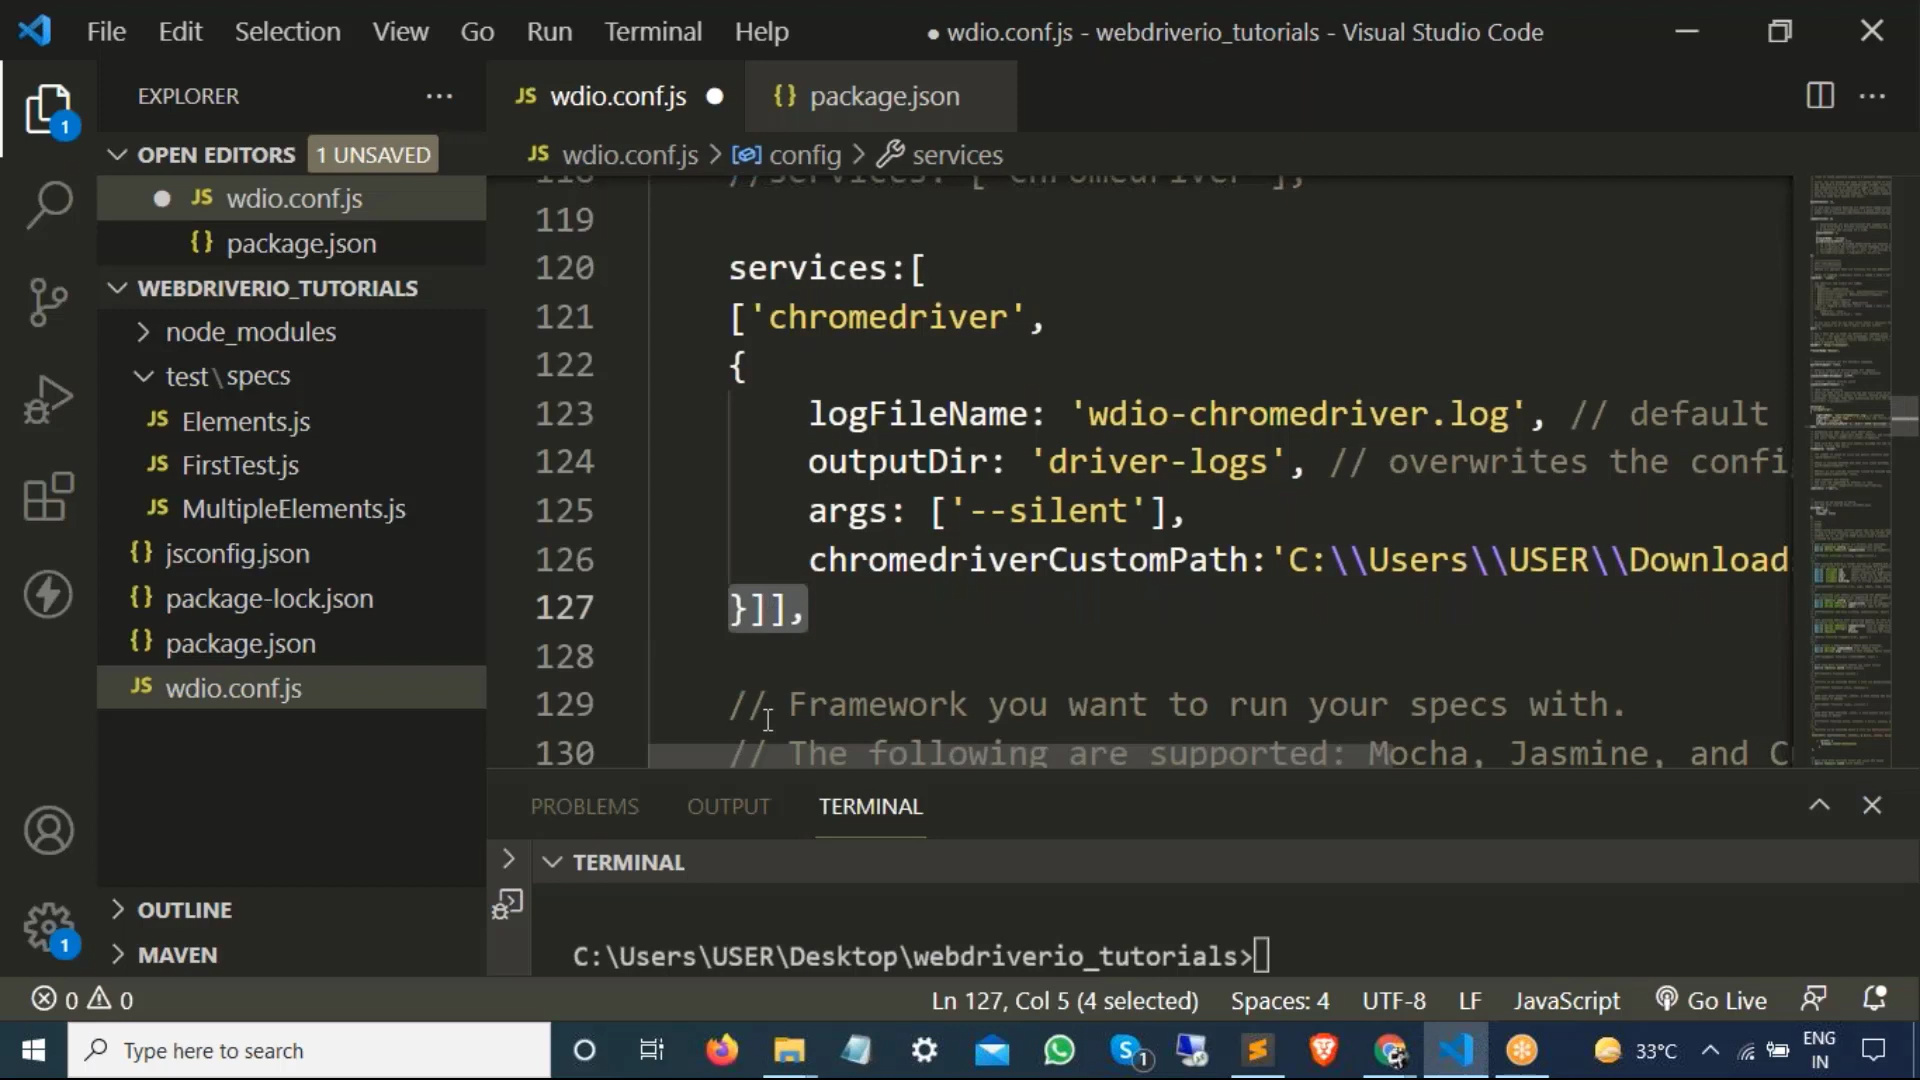 File Edit Selection View Go Run Terminal Help
● wdio.conf.js - webdriverio_tutorials - Visual Studio Code
EXPLORER
1
OPEN EDITORS 1 UNSAVED
● JS wdio.conf.js
{} package.json
WEBDRIVERIO_TUTORIALS
node_modules
test\specs
JS Elements.js
JS FirstTest.js
JS MultipleElements.js
{} jsconfig.json
{} package-lock.json
{} package.json
JS wdio.conf.js
OUTLINE
MAVEN
1
JS wdio.conf.js ●
{} package.json
JS wdio.conf.js > config > services
118 //services: ['chromedriver'],
119
120 services:[
121 ['chromedriver',
122 {
123 logFileName: 'wdio-chromedriver.log', // default
124 outputDir: 'driver-logs', // overwrites the confi
125 args: ['--silent'],
126 chromedriverCustomPath:'C:\\Users\\USER\\Download
127 }]],
128
129 // Framework you want to run your specs with.
130 // The following are supported: Mocha, Jasmine, and C
PROBLEMS OUTPUT TERMINAL
TERMINAL
C:\Users\USER\Desktop\webdriverio_tutorials>
0 0
Ln 127, Col 5 (4 selected) Spaces: 4 UTF-8 LF JavaScript Go Live
Type here to search
S 1
33°C
ENG
IN